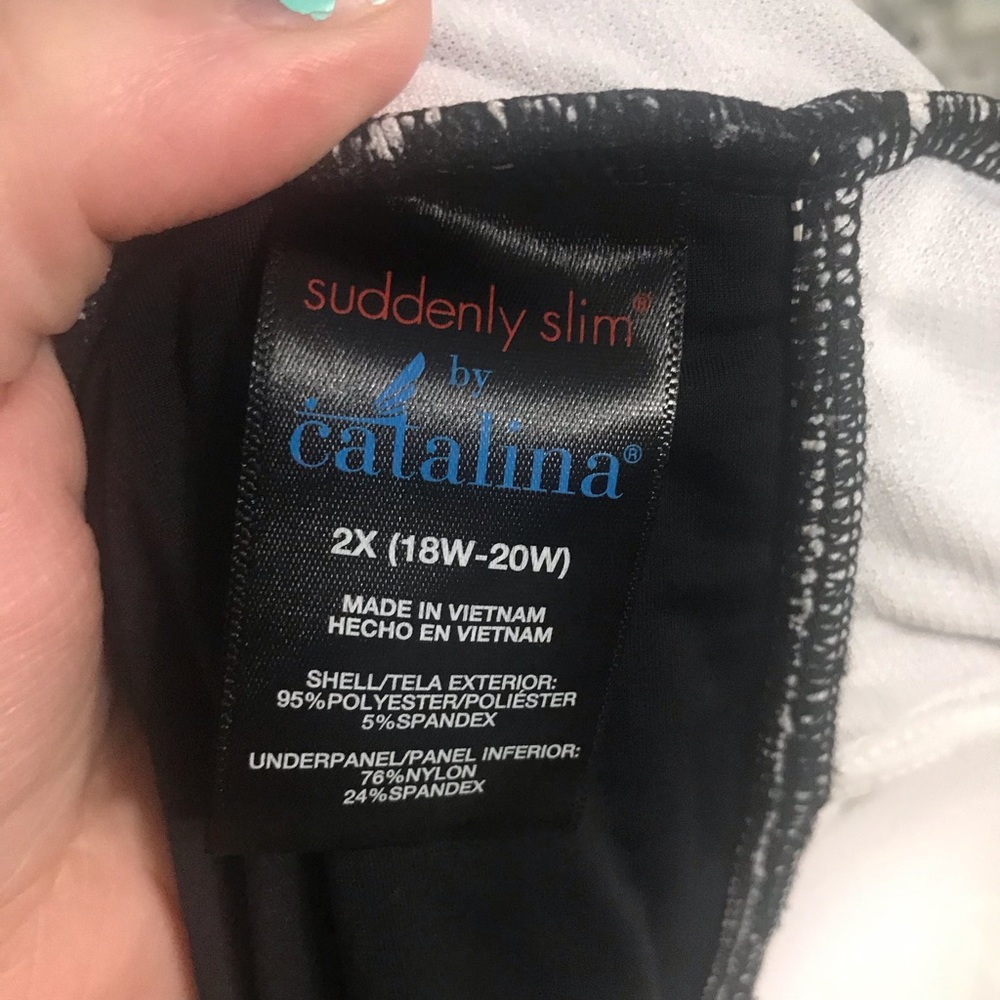 suddenly slim®
by
catalina®
2X (18W-20W)
MADE IN VIETNAM
HECHO EN VIETNAM
SHELL/TELA EXTERIOR:
95%POLYESTER/POLIÉSTER
5%SPANDEX
UNDERPANEL/PANEL INFERIOR:
76%NYLON
24%SPANDEX